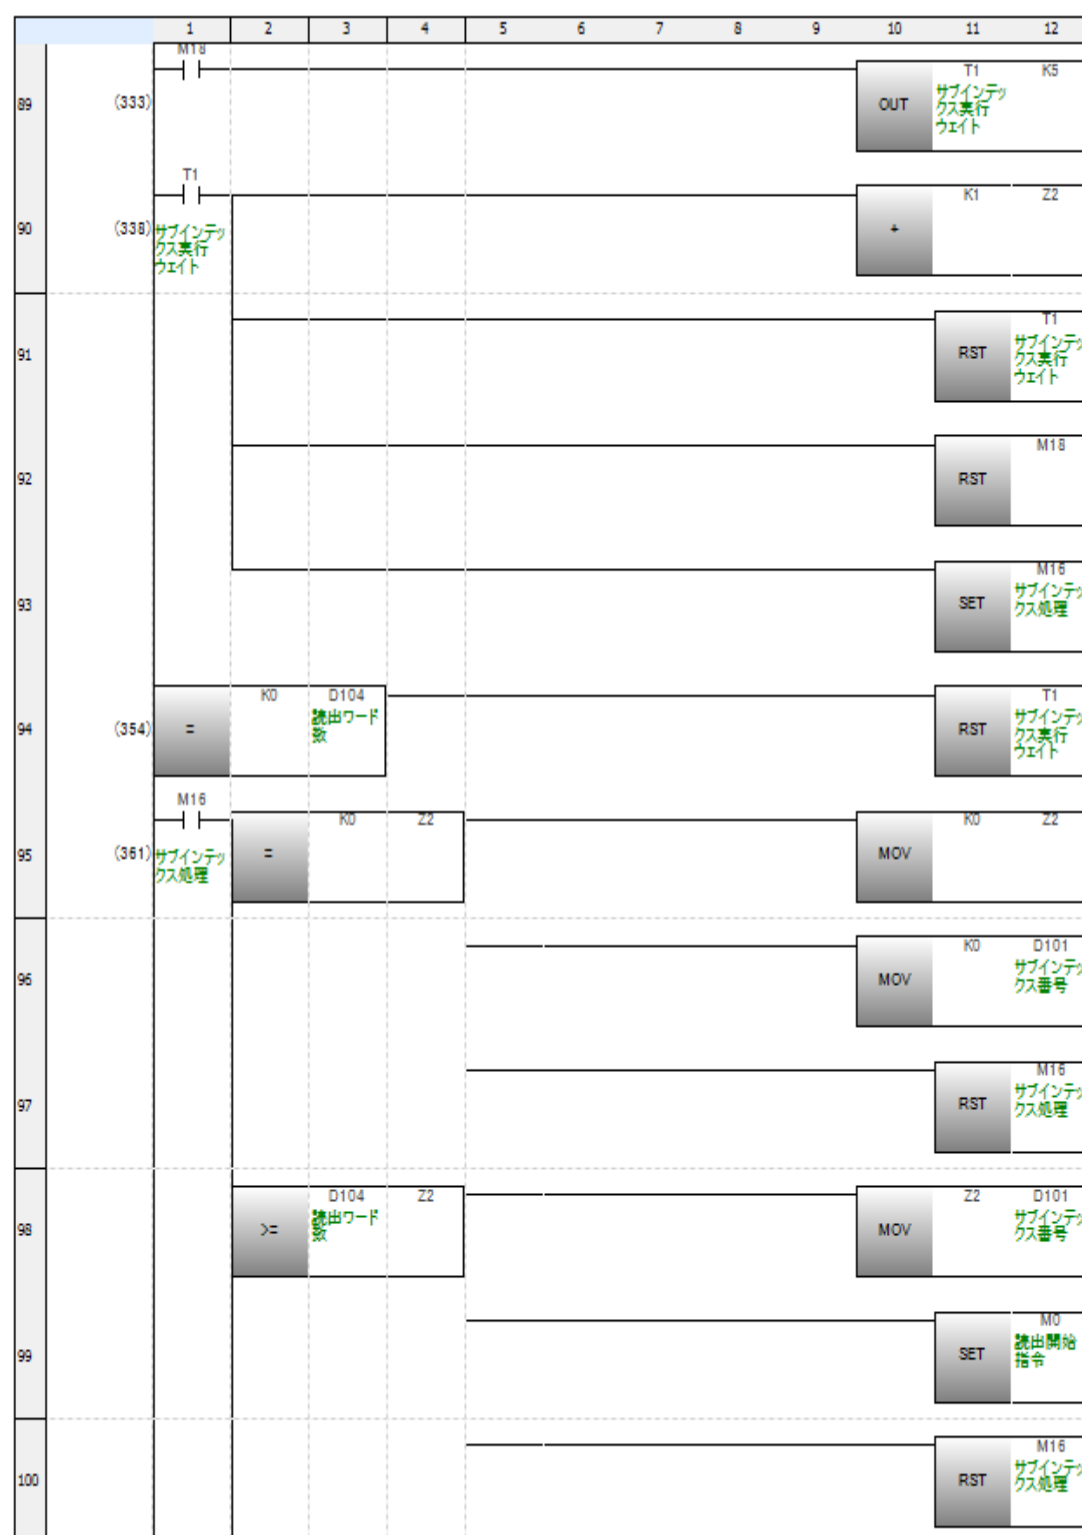 1 2 3 4 5 6 7 8 9 10 11 12
M18
89 (333) OUT T1 K5
サブインデッ
クス実行
ウェイト
T1
90 (338) + K1 Z2
サブインデッ
クス実行
ウェイト
91 RST T1
サブインデッ
クス実行
ウェイト
92 RST M18
93 SET M16
サブインデッ
クス処理
94 (354) = K0 D104
読出ワード
数
RST T1
サブインデッ
クス実行
ウェイト
M16
95 (361) = K0 Z2 MOV K0 Z2
サブインデッ
クス処理
96 MOV K0 D101
サブインデッ
クス番号
97 RST M16
サブインデッ
クス処理
98 >= D104 Z2
読出ワード
数
MOV Z2 D101
サブインデッ
クス番号
99 SET M0
読出開始
指令
100 RST M16
サブインデッ
クス処理